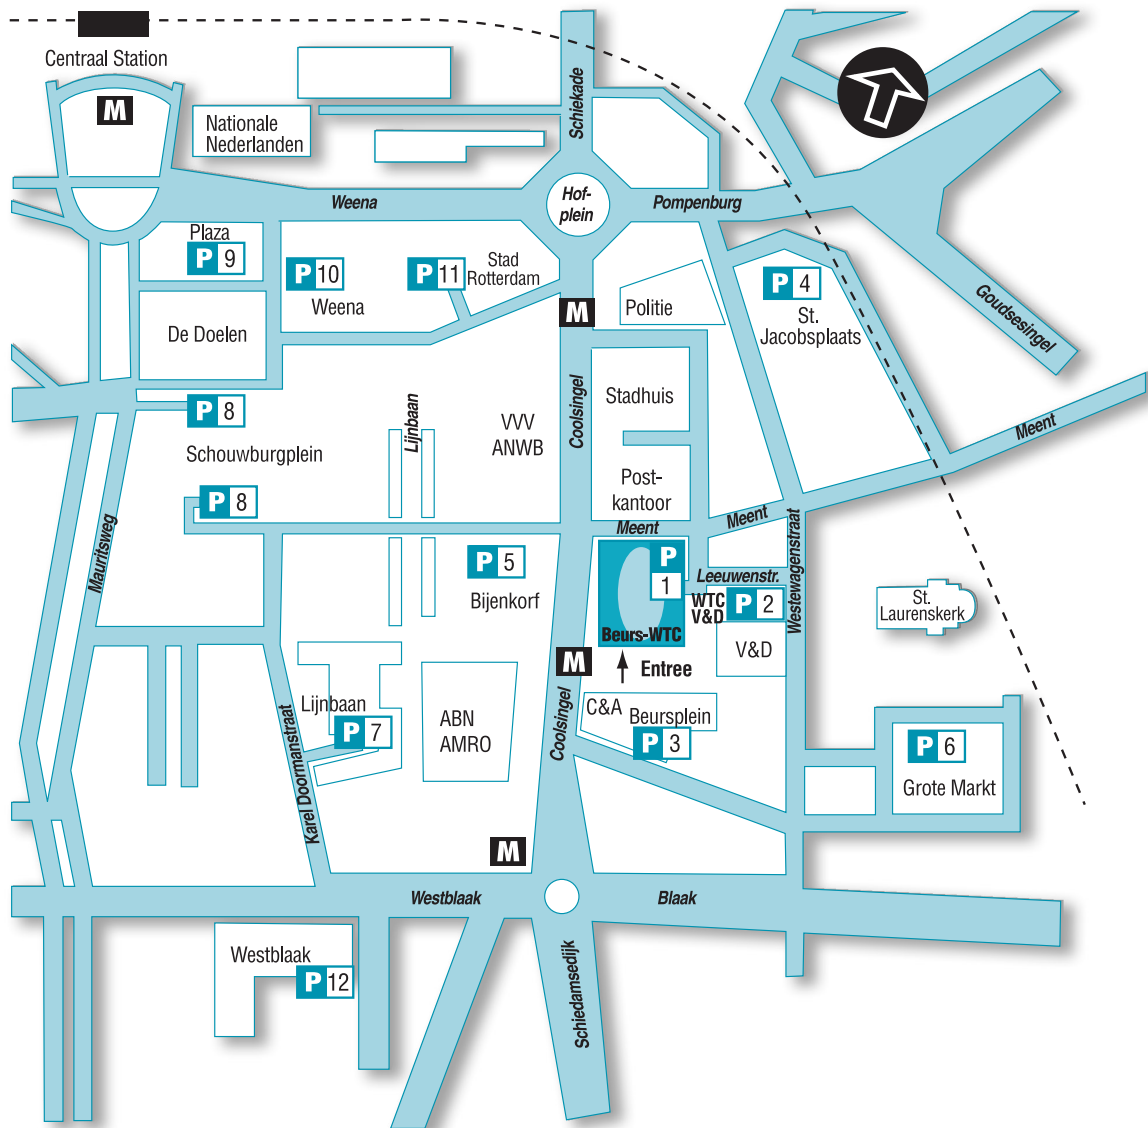 Centraal Station
M
Nationale
Nederlanden
Schiekade
Weena
Hof-
plein
Pompenburg
Plaza
P 9
P 10
Weena
P 11
Stad
Rotterdam
M
Politie
P 4
St.
Jacobsplaats
Goudsesingel
De Doelen
P 8
Schouwburgplein
Lijnbaan
VVV
ANWB
Coolsingel
Stadhuis
Post-
kantoor
Meent
Meent
Meent
P 8
Mauritsweg
P 5
Bijenkorf
P
1
Beurs-WTC
Leeuwenstr.
WTC
V&D
P 2
V&D
Westewagenstraat
St.
Laurenskerk
M
Entree
Lijnbaan
P 7
Karel Doormanstraat
ABN
AMRO
Coolsingel
C&A
Beursplein
P 3
P 6
Grote Markt
M
Westblaak
Blaak
Westblaak
P 12
Schiedamsedijk